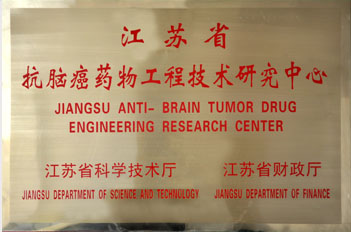 江苏省
抗脑癌药物工程技术研究中心
JIANGSU ANTI- BRAIN TUMOR DRUG
ENGINEERING RESEARCH CENTER
江苏省科学技术厅 江苏省财政厅
JIANGSU DEPARTMENT OF SCIENCE AND TECHNOLOGY JIANGSU DEPARTMENT OF FINANCE